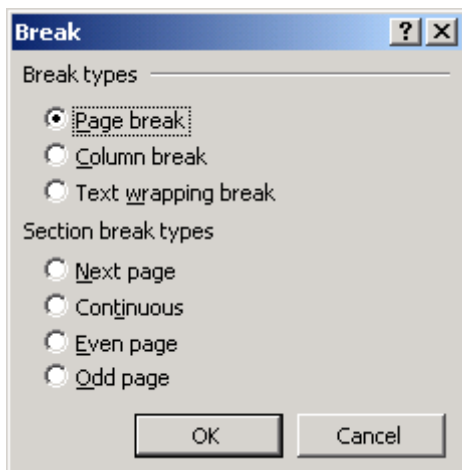 Break
Break types
Page break
Column break
Text wrapping break
Section break types
Next page
Continuous
Even page
Odd page
OK Cancel